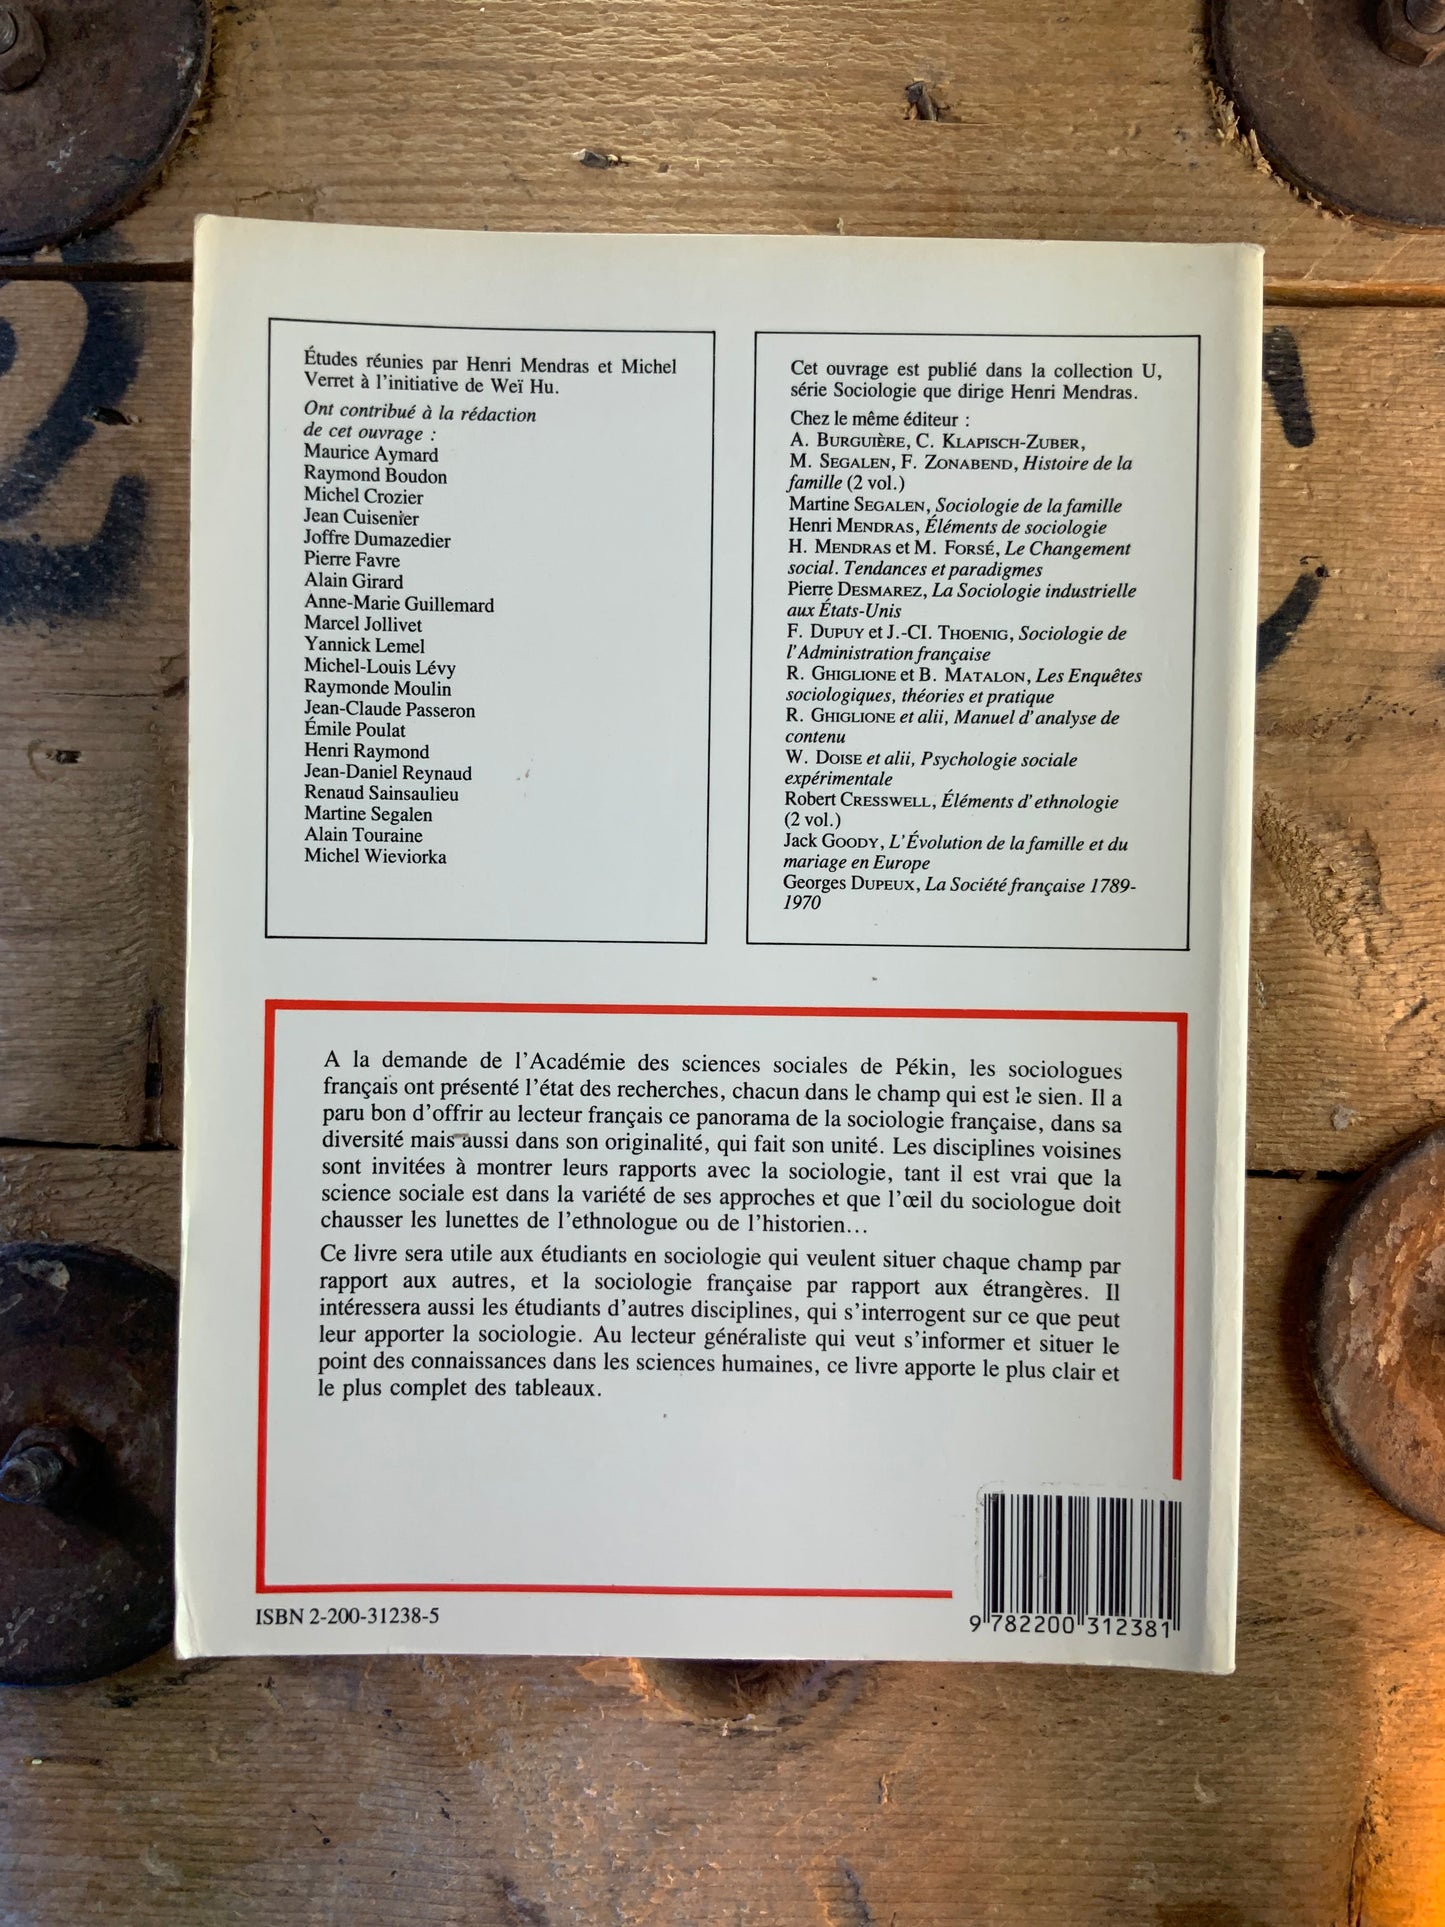 Études réunies par Henri Mendras et Michel
Verret à l'initiative de Weï Hu.
Ont contribué à la rédaction
de cet ouvrage :
Maurice Aymard
Raymond Boudon
Michel Crozier
Jean Cuisenier
Joffre Dumazedier
Pierre Favre
Alain Girard
Anne-Marie Guillemard
Marcel Jollivet
Yannick Lemel
Michel-Louis Lévy
Raymonde Moulin
Jean-Claude Passeron
Émile Poulat
Henri Raymond
Jean-Daniel Reynaud
Renaud Sainsaulieu
Martine Segalen
Alain Touraine
Michel Wieviorka
Cet ouvrage est publié dans la collection U,
série Sociologie que dirige Henri Mendras.
Chez le même éditeur :
A. BURGUIÈRE, C. KLAPISCH-ZUBER,
M. SEGALEN, F. ZONABEND, Histoire de la
famille (2 vol.)
Martine SEGALEN, Sociologie de la famille
Henri MENDRAS, Éléments de sociologie
H. MENDRAS et M. FORSÉ, Le Changement
social. Tendances et paradigmes
Pierre DESMAREZ, La Sociologie industrielle
aux États-Unis
F. DUPUY et J.-CI. THOENIG, Sociologie de
l'Administration française
R. GHIGLIONE et B. MATALON, Les Enquêtes
sociologiques, théories et pratique
R. GHIGLIONE et alii, Manuel d'analyse de
contenu
W. DOISE et alii, Psychologie sociale
expérimentale
Robert CRESSWELL, Éléments d'ethnologie
(2 vol.)
Jack GOODY, L'Évolution de la famille et du
mariage en Europe
Georges DUPEUX, La Société française 1789-
1970
A la demande de l'Académie des sciences sociales de Pékin, les sociologues
français ont présenté l'état des recherches, chacun dans le champ qui est le sien. Il a
paru bon d'offrir au lecteur français ce panorama de la sociologie française, dans sa
diversité mais aussi dans son originalité, qui fait son unité. Les disciplines voisines
sont invitées à montrer leurs rapports avec la sociologie, tant il est vrai que la
science sociale est dans la variété de ses approches et que l'œil du sociologue doit
chausser les lunettes de l'ethnologue ou de l'historien...
Ce livre sera utile aux étudiants en sociologie qui veulent situer chaque champ par
rapport aux autres, et la sociologie française par rapport aux étrangères. Il
intéressera aussi les étudiants d'autres disciplines, qui s'interrogent sur ce que peut
leur apporter la sociologie. Au lecteur généraliste qui veut s'informer et situer le
point des connaissances dans les sciences humaines, ce livre apporte le plus clair et
le plus complet des tableaux.
ISBN 2-200-31238-5
9 782200 312381